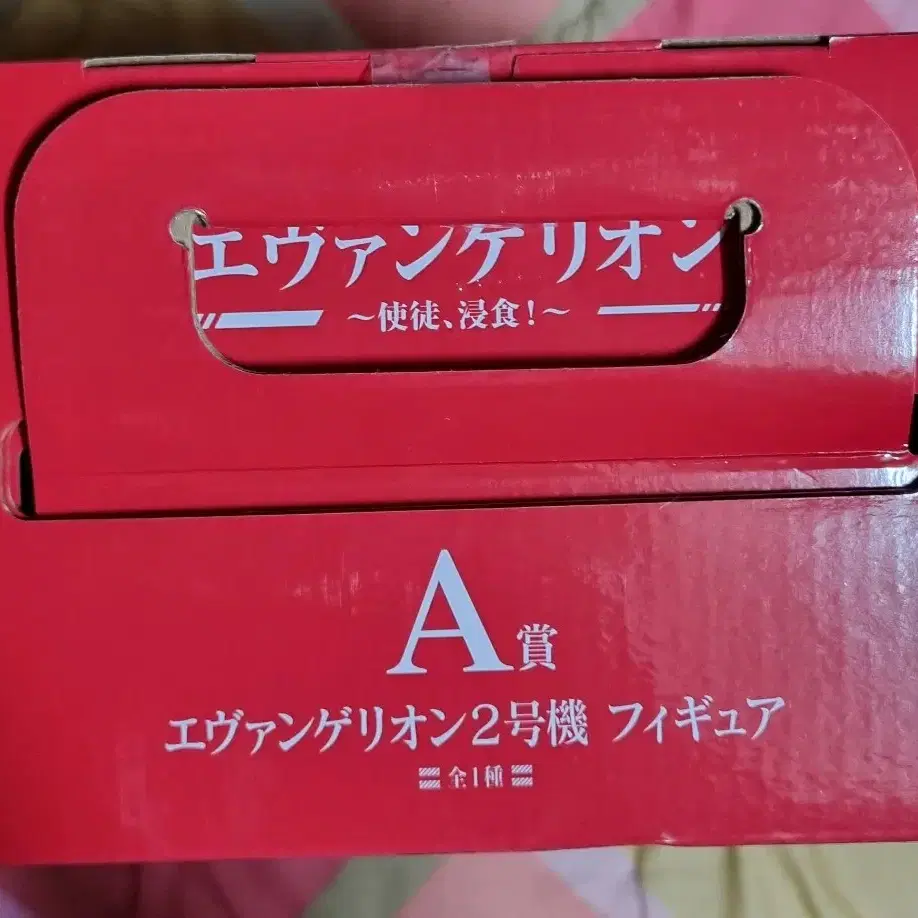 エヴァンゲリオン
～使徒、浸食！～
A賞
エヴァンゲリオン2号機 フィギュア
全1種